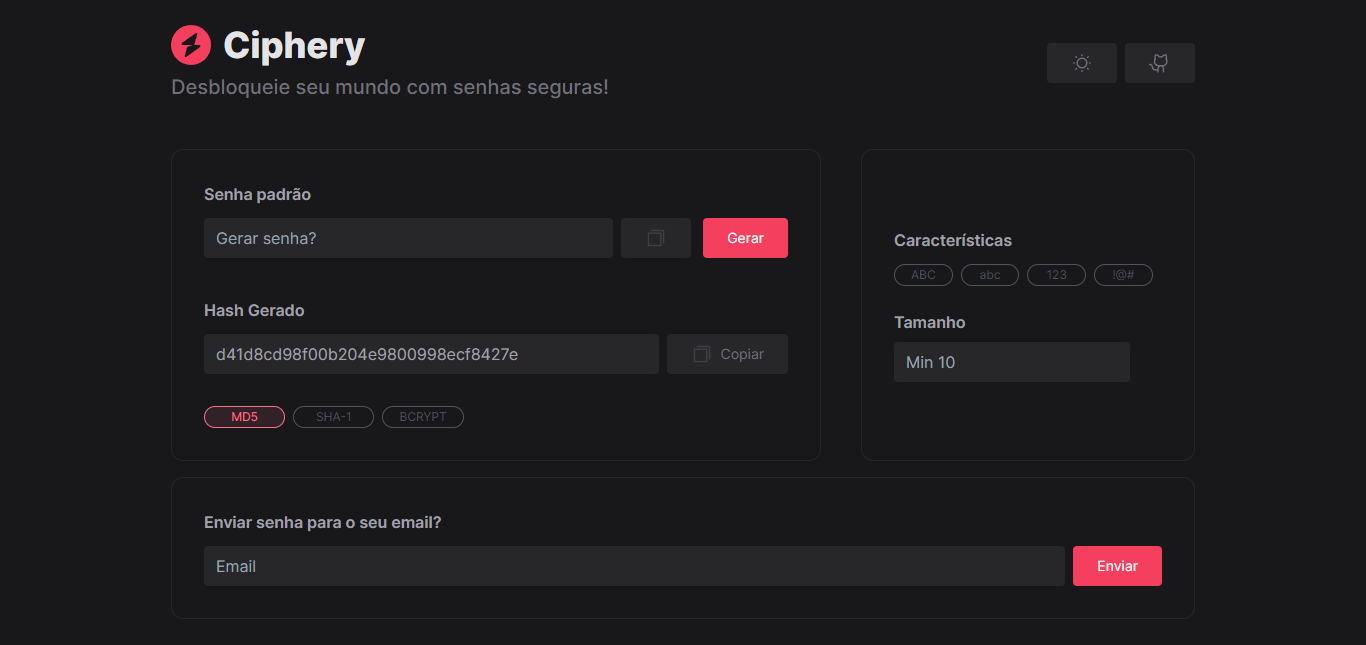 Ciphery
Desbloqueie seu mundo com senhas seguras!
Senha padrão
Gerar senha?
Gerar
Hash Gerado
d41d8cd98f00b204e9800998ecf8427e
Copiar
MD5 SHA-1 BCRYPT
Características
ABC abc 123 !@#
Tamanho
Min 10
Enviar senha para o seu email?
Email
Enviar